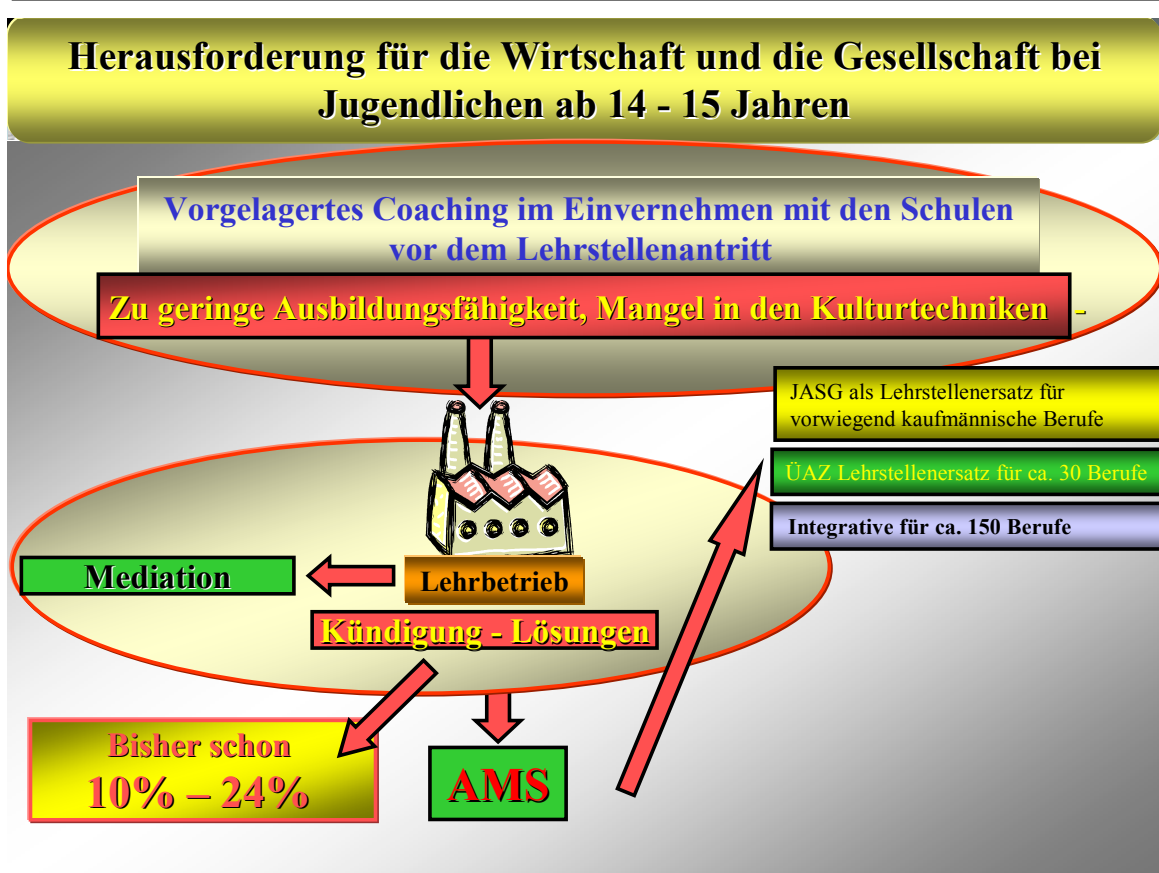 Herausforderung für die Wirtschaft und die Gesellschaft bei
Jugendlichen ab 14 - 15 Jahren
Vorgelagertes Coaching im Einvernehmen mit den Schulen
vor dem Lehrstellenantritt
Zu geringe Ausbildungsfähigkeit, Mangel in den Kulturtechniken -
JASG als Lehrstellenersatz für
vorwiegend kaufmännische Berufe
ÜAZ Lehrstellenersatz für ca. 30 Berufe
Integrative für ca. 150 Berufe
Mediation
Lehrbetrieb
Kündigung - Lösungen
Bisher schon
10% – 24%
AMS